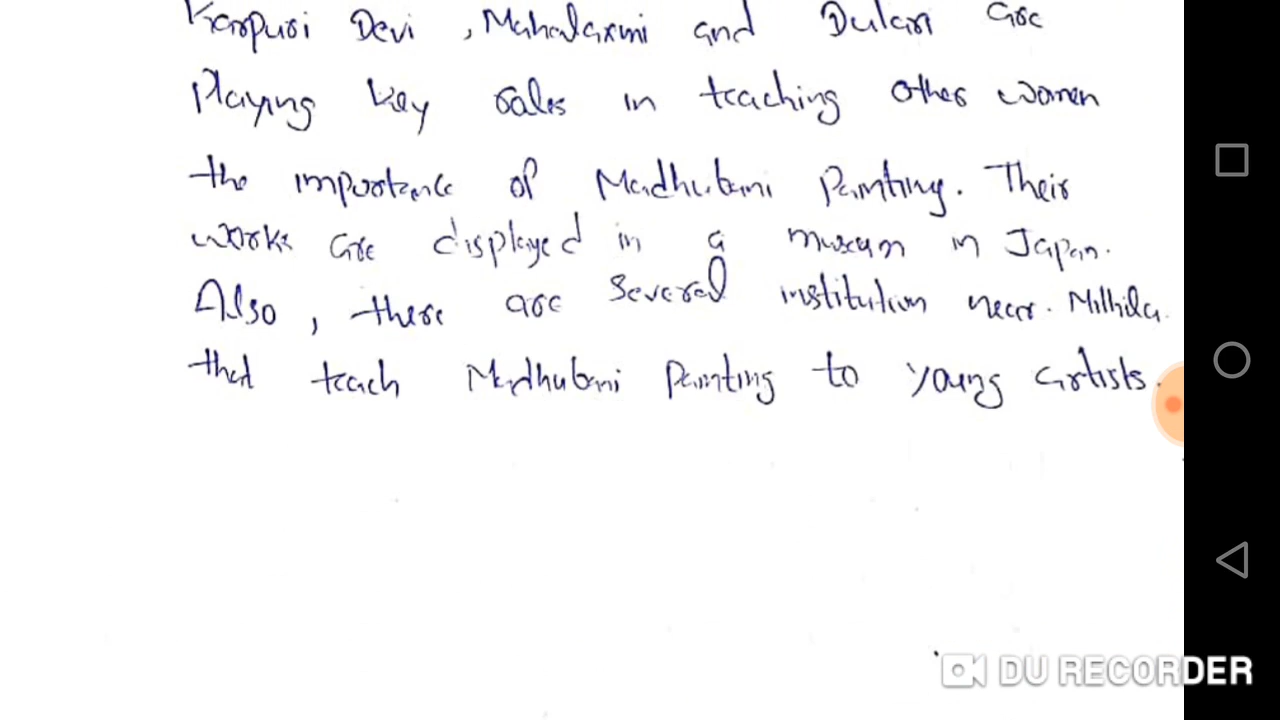 Karpuri Devi , Mahalaxmi and Dulari are
Playing key roles in teaching other women
the importance of Madhubani Painting. Their
works are displayed in a museum in Japan.
Also , there are several institution near. Mithila.
that teach Madhubani Painting to young artists.
DU RECORDER